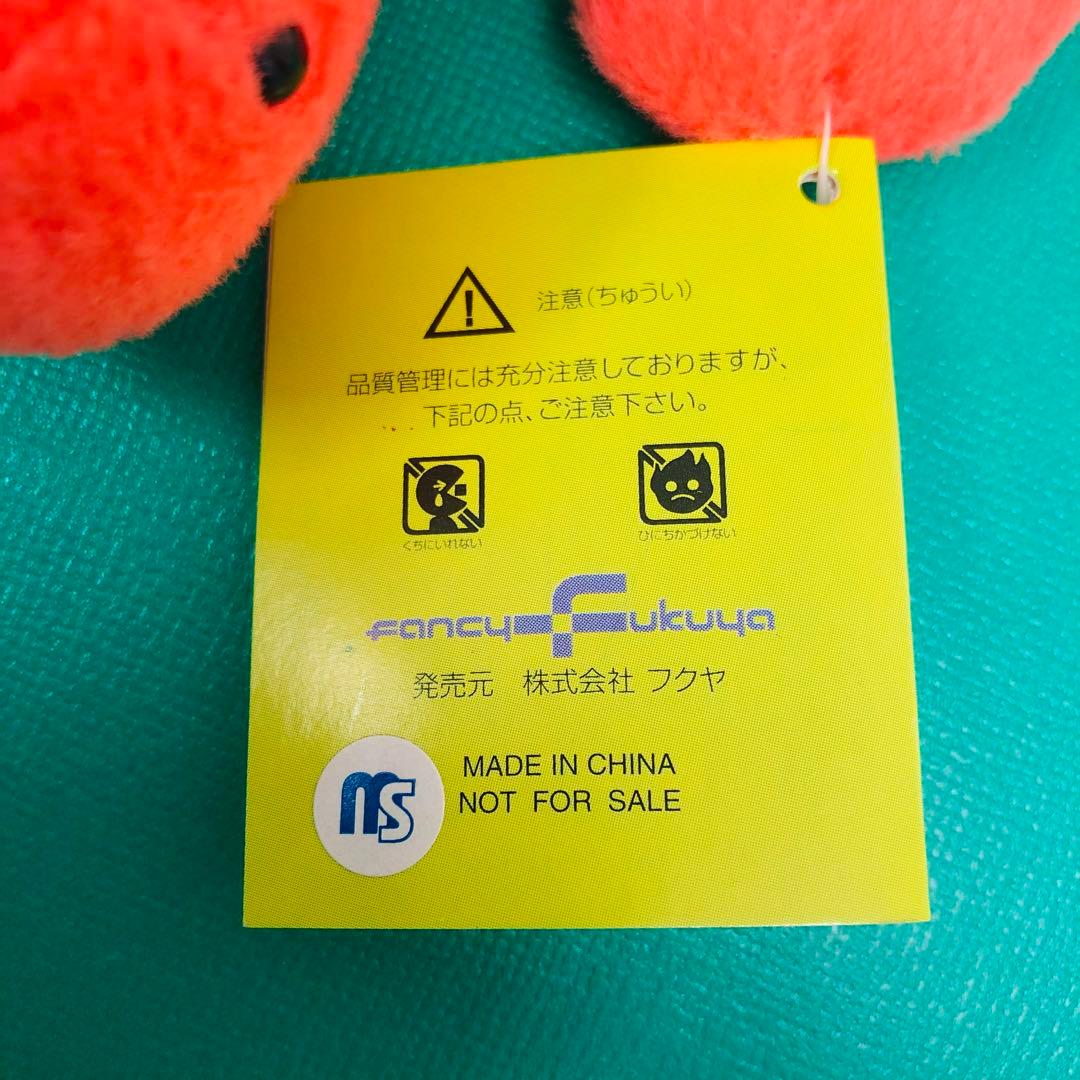 注意(ちゅうい)
品質管理には充分注意しておりますが、
下記の点、ご注意下さい。
くちにいれない
ひにちかづけない
fancy Fukuya
発売元 株式会社 フクヤ
MADE IN CHINA
NOT FOR SALE
ms